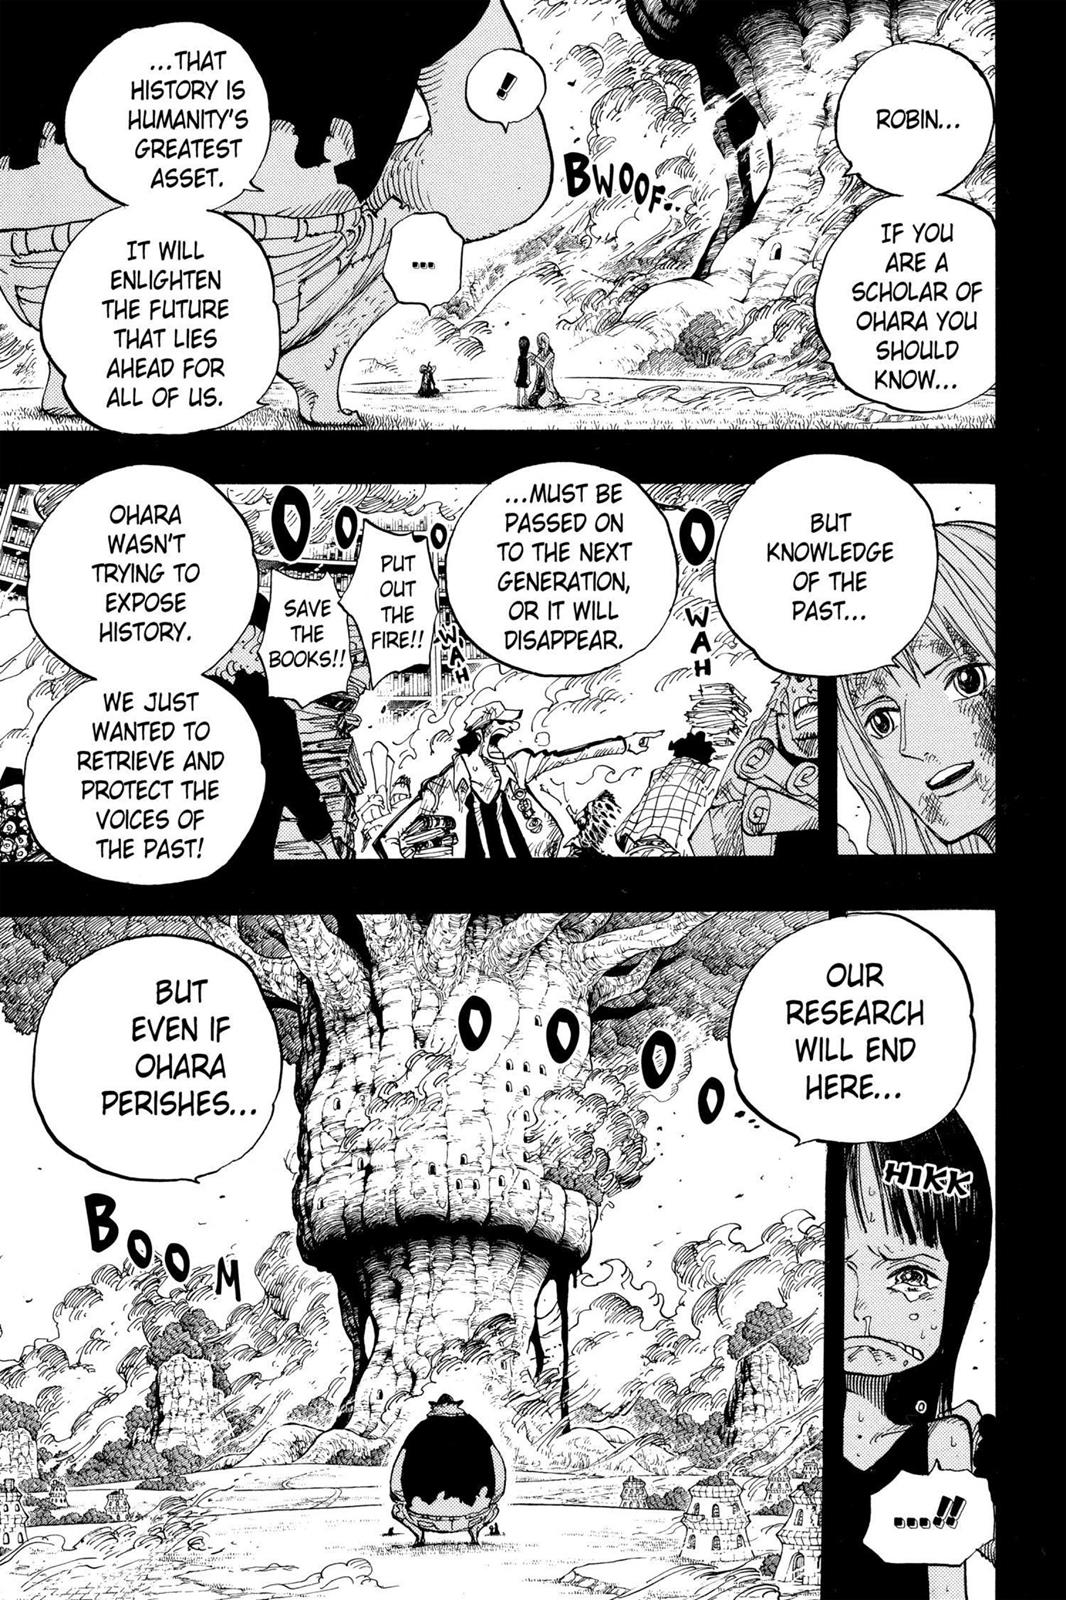 ROBIN...
IF YOU
ARE A
SCHOLAR OF
OHARA YOU
SHOULD
KNOW...
!
BWOOF...
...
...THAT
HISTORY IS
HUMANITY'S
GREATEST
ASSET.
IT WILL
ENLIGHTEN
THE FUTURE
THAT LIES
AHEAD FOR
ALL OF US.
BUT
KNOWLEDGE
OF THE
PAST...
...MUST BE
PASSED ON
TO THE NEXT
GENERATION,
OR IT WILL
DISAPPEAR.
O O O O O
WAH
WAH
PUT
OUT
THE
FIRE!!
SAVE
THE
BOOKS!!
OHARA
WASN'T
TRYING TO
EXPOSE
HISTORY.
WE JUST
WANTED TO
RETRIEVE AND
PROTECT THE
VOICES OF
THE PAST!
OUR
RESEARCH
WILL END
HERE...
HIKK
....!!
O O O O...
BUT
EVEN IF
OHARA
PERISHES...
BOOM